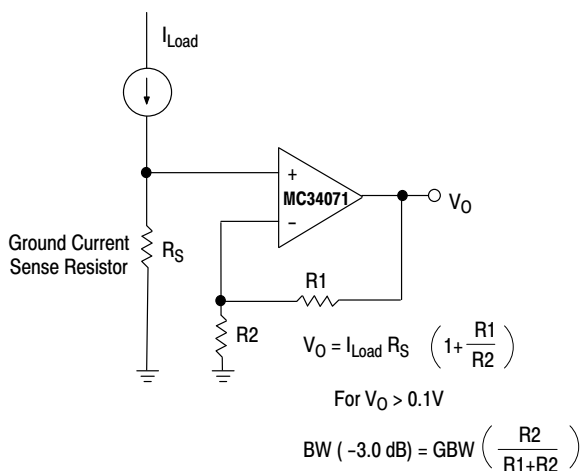 I_Load
+
MC34071
−
V_O
Ground Current
Sense Resistor
R_S
R1
R2
V_O = I_Load R_S (1+ R1/R2)
For V_O > 0.1V
BW ( −3.0 dB) = GBW ( R2/R1+R2 )